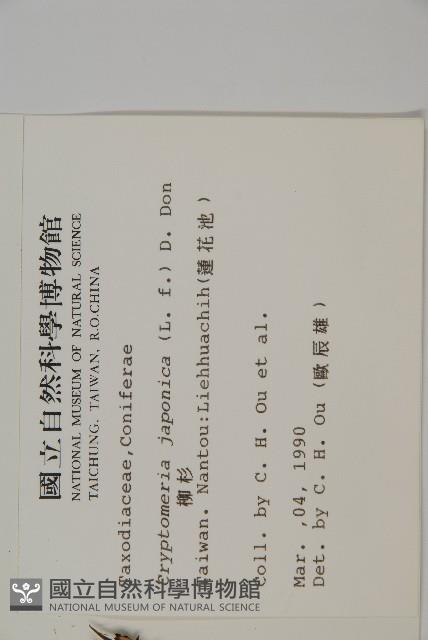 國立自然科學博物館
NATIONAL MUSEUM OF NATURAL SCIENCE
TAICHUNG, TAIWAN, R.O.CHINA
Taxodiaceae,Coniferae
Cryptomeria japonica (L. f.) D. Don
柳杉
Taiwan. Nantou:Liehhuachih(蓮花池)
Coll. by C. H. Ou et al.
Mar. ,04, 1990
Det. by C. H. Ou (歐辰雄)
國立自然科學博物館
NATIONAL MUSEUM OF NATURAL SCIENCE